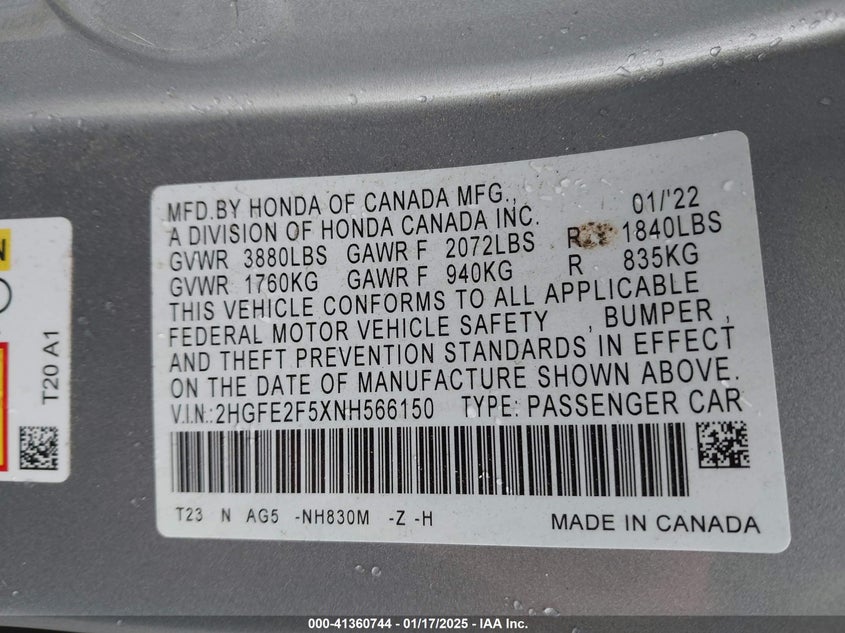 MFD.BY HONDA OF CANADA MFG., 01/'22
A DIVISION OF HONDA CANADA INC.
GVWR 3880LBS GAWR F 2072LBS R 1840LBS
GVWR 1760KG GAWR F 940KG R 835KG
THIS VEHICLE CONFORMS TO ALL APPLICABLE
FEDERAL MOTOR VEHICLE SAFETY , BUMPER ,
AND THEFT PREVENTION STANDARDS IN EFFECT
ON THE DATE OF MANUFACTURE SHOWN ABOVE.
V.I.N.: 2HGFE2F5XNH566150 TYPE: PASSENGER CAR
T23 N AG5 -NH830M -Z -H MADE IN CANADA
N
T20 A1
000-41360744 - 01/17/2025 - IAA Inc.